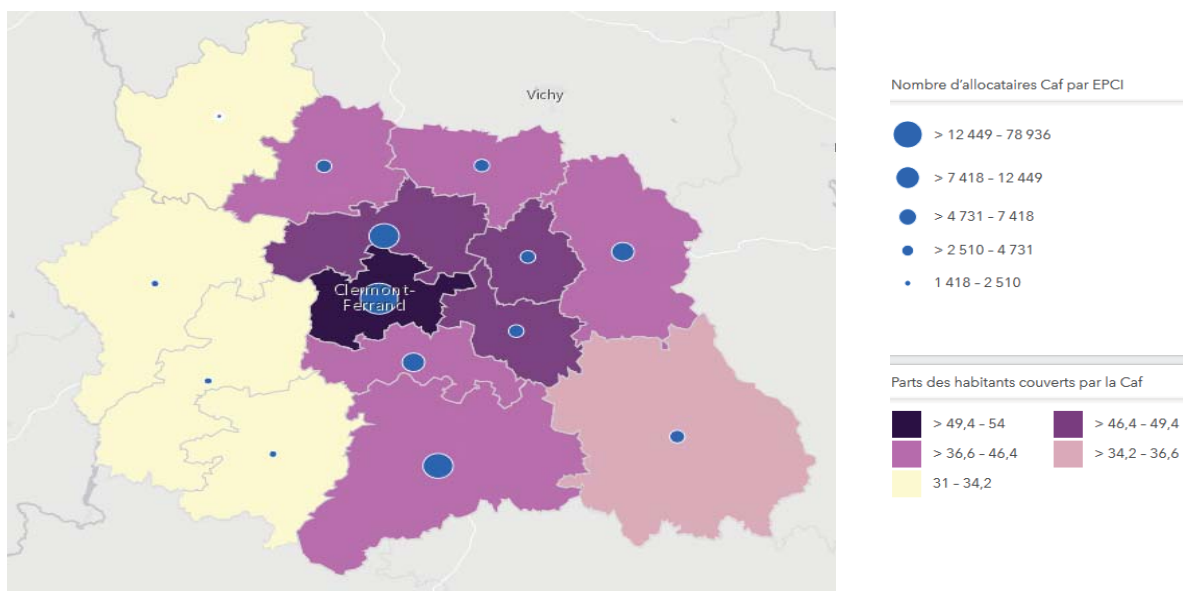 Vichy
Clermont-
Ferrand
Nombre d'allocataires Caf par EPCI
> 12 449 – 78 936
> 7 418 – 12 449
> 4 731 – 7 418
> 2 510 – 4 731
1 418 – 2 510
Parts des habitants couverts par la Caf
> 49,4 – 54
> 46,4 – 49,4
> 36,6 – 46,4
> 34,2 – 36,6
31 – 34,2